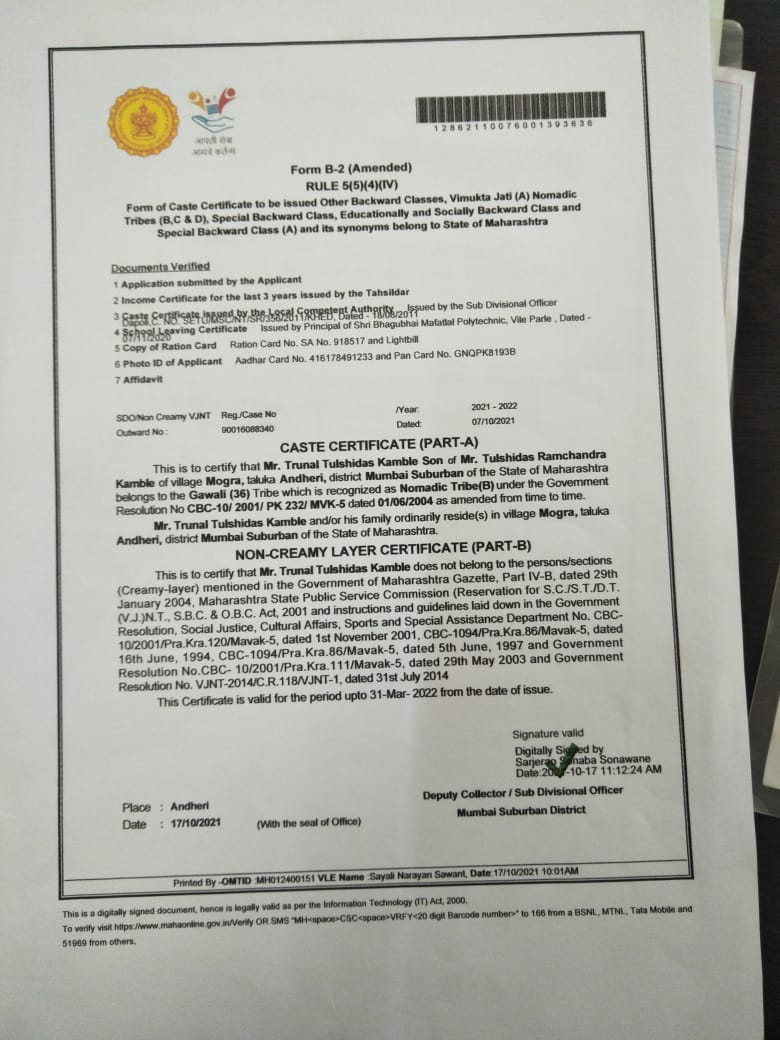 आपली सेवा
आमचे कर्तव्य
12862110076001393636
Form B-2 (Amended)
RULE 5(5)(4)(IV)
Form of Caste Certificate to be issued Other Backward Classes, Vimukta Jati (A) Nomadic
Tribes (B,C & D), Special Backward Class, Educationally and Socially Backward Class and
Special Backward Class (A) and its synonyms belong to State of Maharashtra
Documents Verified
1 Application submitted by the Applicant
2 Income Certificate for the last 3 years issued by the Tahsildar
3 Caste Certificate issued by the Local Competent Authority Issued by the Sub Divisional Officer
Dapoli,C. NO. SETU/MSC/NT/SR/356/2011/KHED, Dated - 18/08/2011
4 School Leaving Certificate Issued by Principal of Shri Bhagubhai Mafatlal Polytechnic, Vile Parle , Dated -
07/11/2020
5 Copy of Ration Card Ration Card No. SA No. 918517 and Lightbill
6 Photo ID of Applicant Aadhar Card No. 416178491233 and Pan Card No. GNQPK8193B
7 Affidavit
SDO/Non Creamy VJNT Reg./Case No /Year: 2021 - 2022
Outward No : 90016088340 Dated: 07/10/2021
CASTE CERTIFICATE (PART-A)
This is to certify that Mr. Trunal Tulshidas Kamble Son of Mr. Tulshidas Ramchandra
Kamble of village Mogra, taluka Andheri, district Mumbai Suburban of the State of Maharashtra
belongs to the Gawali (36) Tribe which is recognized as Nomadic Tribe(B) under the Government
Resolution No CBC-10/ 2001/ PK 232/ MVK-5 dated 01/06/2004 as amended from time to time.
Mr. Trunal Tulshidas Kamble and/or his family ordinarily reside(s) in village Mogra, taluka
Andheri, district Mumbai Suburban of the State of Maharashtra.
NON-CREAMY LAYER CERTIFICATE (PART-B)
This is to certify that Mr. Trunal Tulshidas Kamble does not belong to the persons/sections
(Creamy-layer) mentioned in the Government of Maharashtra Gazette, Part IV-B, dated 29th
January 2004, Maharashtra State Public Service Commission (Reservation for S.C./S.T./D.T.
(V.J.)N.T., S.B.C. & O.B.C. Act, 2001 and instructions and guidelines laid down in the Government
Resolution, Social Justice, Cultural Affairs, Sports and Special Assistance Department No. CBC-
10/2001/Pra.Kra.120/Mavak-5, dated 1st November 2001, CBC-1094/Pra.Kra.86/Mavak-5, dated
16th June, 1994, CBC-1094/Pra.Kra.86/Mavak-5, dated 5th June, 1997 and Government
Resolution No.CBC- 10/2001/Pra.Kra.111/Mavak-5, dated 29th May 2003 and Government
Resolution No. VJNT-2014/C.R.118/VJNT-1, dated 31st July 2014
This Certificate is valid for the period upto 31-Mar- 2022 from the date of issue.
Signature valid
Digitally Signed by
Sarjerao Sonaba Sonawane
Date:2021-10-17 11:12:24 AM
Deputy Collector / Sub Divisional Officer
Mumbai Suburban District
Place : Andheri
Date : 17/10/2021 (With the seal of Office)
Printed By -OMTID :MH012400151 VLE Name :Sayali Narayan Sawant, Date:17/10/2021 10:01AM
This is a digitally signed document, hence is legally valid as per the Information Technology (IT) Act, 2000.
To verify visit https://www.mahaonline.gov.in/Verify OR SMS "MH<space>CSC<space>VRFY<20 digit Barcode number>" to 166 from a BSNL, MTNL, Tata Mobile and
51969 from others.